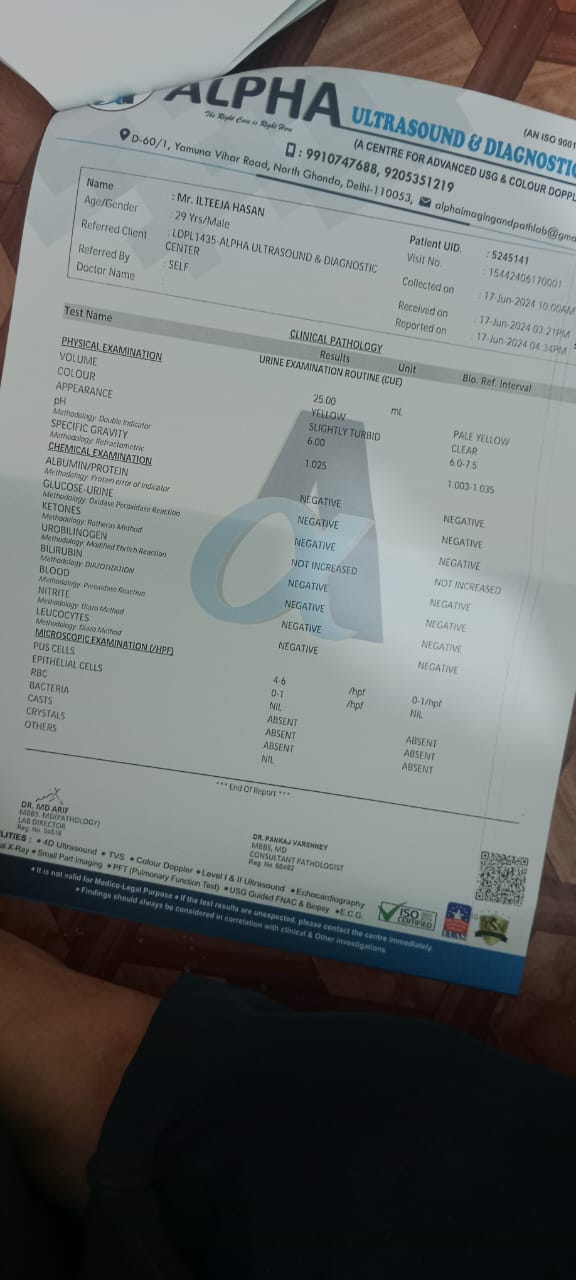 ALPHA
The Right Care is Right Here
ULTRASOUND & DIAGNOSTIC
(AN ISO 9001
(A CENTRE FOR ADVANCED USG & COLOUR DOPPL
D-60/1, Yamuna Vihar Road, North Ghonda, Delhi-110053,
: 9910747688, 9205351219
alphaimagingandpathlab@gma
Name : Mr. ILTEEJA HASAN
Age/Gender : 29 Yrs/Male
Referred Client : LDPL1435-ALPHA ULTRASOUND & DIAGNOSTIC
CENTER
Referred By : SELF
Doctor Name :
Patient UID. : 5245141
Visit No. : 15442406170001
Collected on : 17-Jun-2024 10:00AM
Received on : 17-Jun-2024 03:21PM
Reported on : 17-Jun-2024 04:34PM
CLINICAL PATHOLOGY
Test Name Results Unit Bio. Ref. Interval
URINE EXAMINATION ROUTINE (CUE)
PHYSICAL EXAMINATION
VOLUME 25.00 mL
COLOUR YELLOW PALE YELLOW
APPEARANCE SLIGHTLY TURBID CLEAR
pH 6.00 6.0-7.5
Methodology: Double Indicator
SPECIFIC GRAVITY 1.025 1.003-1.035
Methodology: Refractometric
CHEMICAL EXAMINATION
ALBUMIN/PROTEIN NEGATIVE NEGATIVE
Methodology: Protein error of indicator
GLUCOSE-URINE NEGATIVE NEGATIVE
Methodology: Oxidase Peroxidase Reaction
KETONES NEGATIVE NEGATIVE
Methodology: Rotheras Method
UROBILINOGEN NOT INCREASED NOT INCREASED
Methodology: Modified Ehrlich Reaction
BILIRUBIN NEGATIVE NEGATIVE
Methodology: DIAZOTIZATION
BLOOD NEGATIVE NEGATIVE
Methodology: Peroxidate Reaction
NITRITE NEGATIVE NEGATIVE
Methodology: Diazo Method
LEUCOCYTES NEGATIVE NEGATIVE
Methodology: Diazo Method
MICROSCOPIC EXAMINATION (/HPF)
PUS CELLS 4-6 /hpf 0-1/hpf
EPITHELIAL CELLS 0-1 /hpf NIL
RBC NIL
BACTERIA ABSENT ABSENT
CASTS ABSENT ABSENT
CRYSTALS ABSENT ABSENT
OTHERS NIL
*** End Of Report ***
DR. MD ARIF
MBBS, MD(PATHOLOGY)
LAB DIRECTOR
DR. PANKAJ VARSHNEY
MBBS, MD
CONSULTANT PATHOLOGIST
LITIES : • 4D Ultrasound • TVS • Colour Doppler • Level I & II Ultrasound • Echocardiography
al X-Ray • Small Part Imaging • PFT (Pulmonary Function Test) • USG Guided FNAC & Biopsy • E.C.G.
ISO
CERTIFIED
• It is not valid for Medico-Legal Purpose • If the test results are unexpected, please contact the centre immediately.
• Findings should always be considered in correlation with clinical & Other investigations.